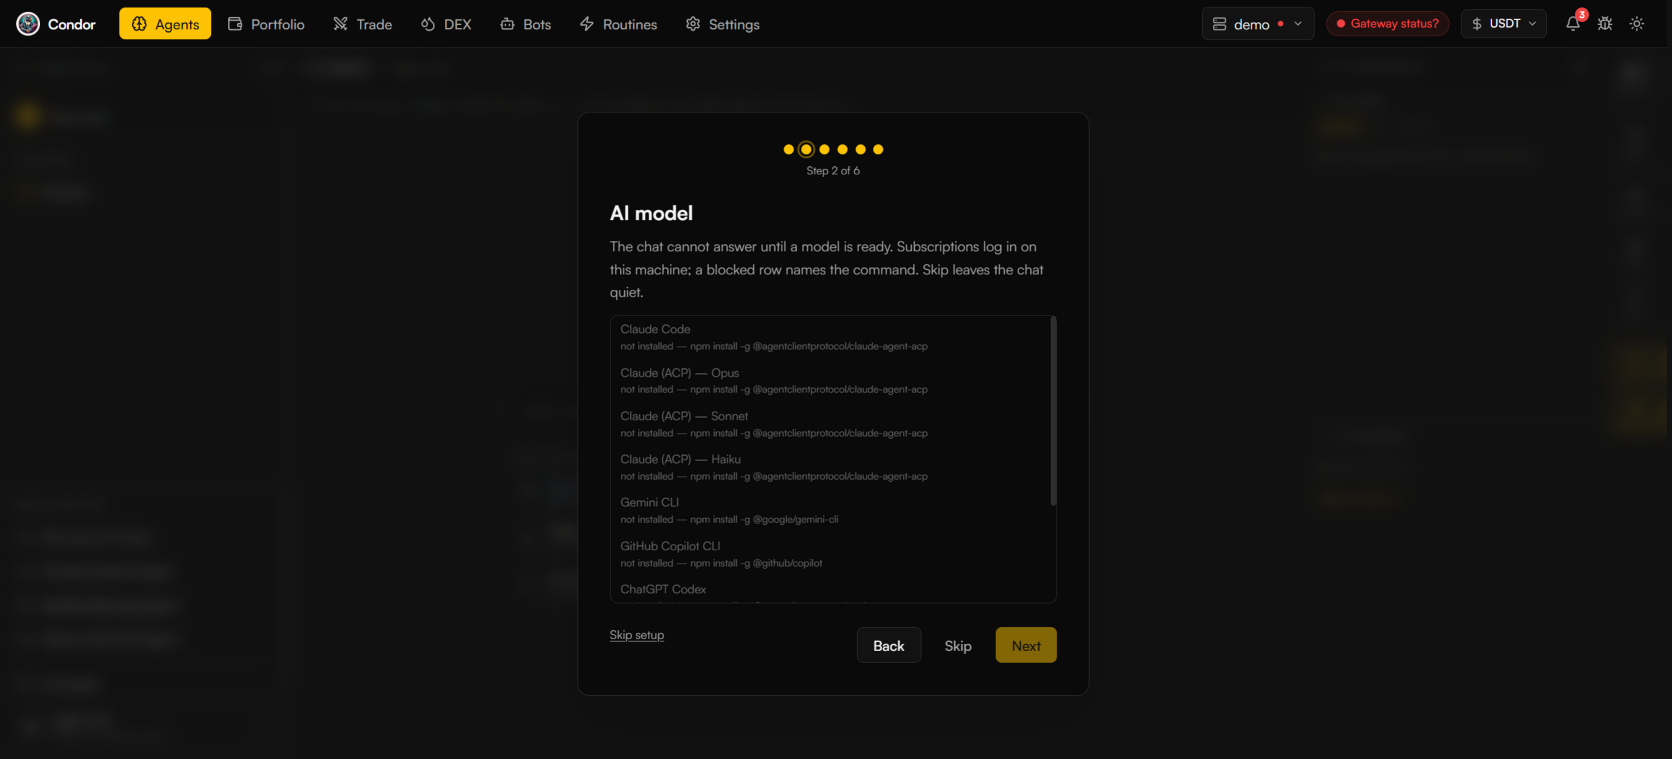 Condor
Agents
Portfolio
Trade
DEX
Bots
Routines
Settings
demo
Gateway status?
$ USDT
3
Step 2 of 6
AI model
The chat cannot answer until a model is ready. Subscriptions log in on
this machine; a blocked row names the command. Skip leaves the chat
quiet.
Claude Code
not installed — npm install -g @agentclientprotocol/claude-agent-acp
Claude (ACP) — Opus
not installed — npm install -g @agentclientprotocol/claude-agent-acp
Claude (ACP) — Sonnet
not installed — npm install -g @agentclientprotocol/claude-agent-acp
Claude (ACP) — Haiku
not installed — npm install -g @agentclientprotocol/claude-agent-acp
Gemini CLI
not installed — npm install -g @google/gemini-cli
GitHub Copilot CLI
not installed — npm install -g @github/copilot
ChatGPT Codex
Skip setup
Back
Skip
Next